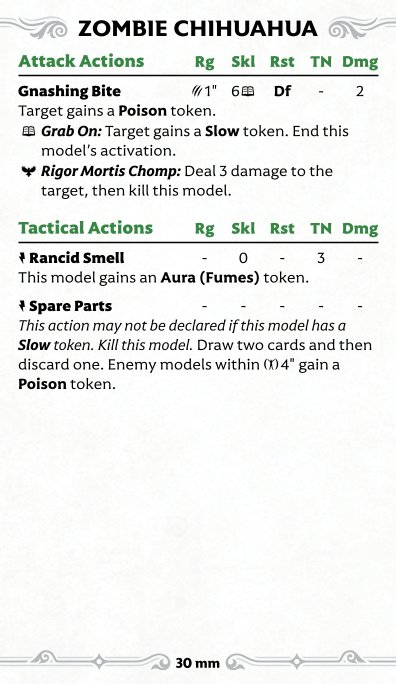 ZOMBIE CHIHUAHUA
Attack Actions Rg Skl Rst TN Dmg
Gnashing Bite 1" 6 Df - 2
Target gains a Poison token.
Grab On: Target gains a Slow token. End this
model's activation.
Rigor Mortis Chomp: Deal 3 damage to the
target, then kill this model.
Tactical Actions Rg Skl Rst TN Dmg
Rancid Smell - 0 - 3 -
This model gains an Aura (Fumes) token.
Spare Parts - - - - -
This action may not be declared if this model has a
Slow token. Kill this model. Draw two cards and then
discard one. Enemy models within 4" gain a
Poison token.
30 mm